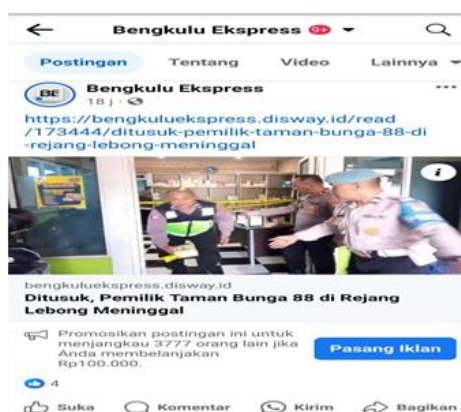 Bengkulu Ekspress 9+
Postingan Tentang Video Lainnya
BE
Bengkulu Ekspress
18 j
https://bengkuluekspress.disway.id/read
/173444/ditusuk-pemilik-taman-bunga-88-di
-rejang-lebong-meninggal
bengkuluekspress.disway.id
Ditusuk, Pemilik Taman Bunga 88 di Rejang
Lebong Meninggal
Promosikan postingan ini untuk
menjangkau 3777 orang lain jika
Anda membelanjakan
Rp100.000.
Pasang Iklan
4
Suka Komentar Kirim Bagikan